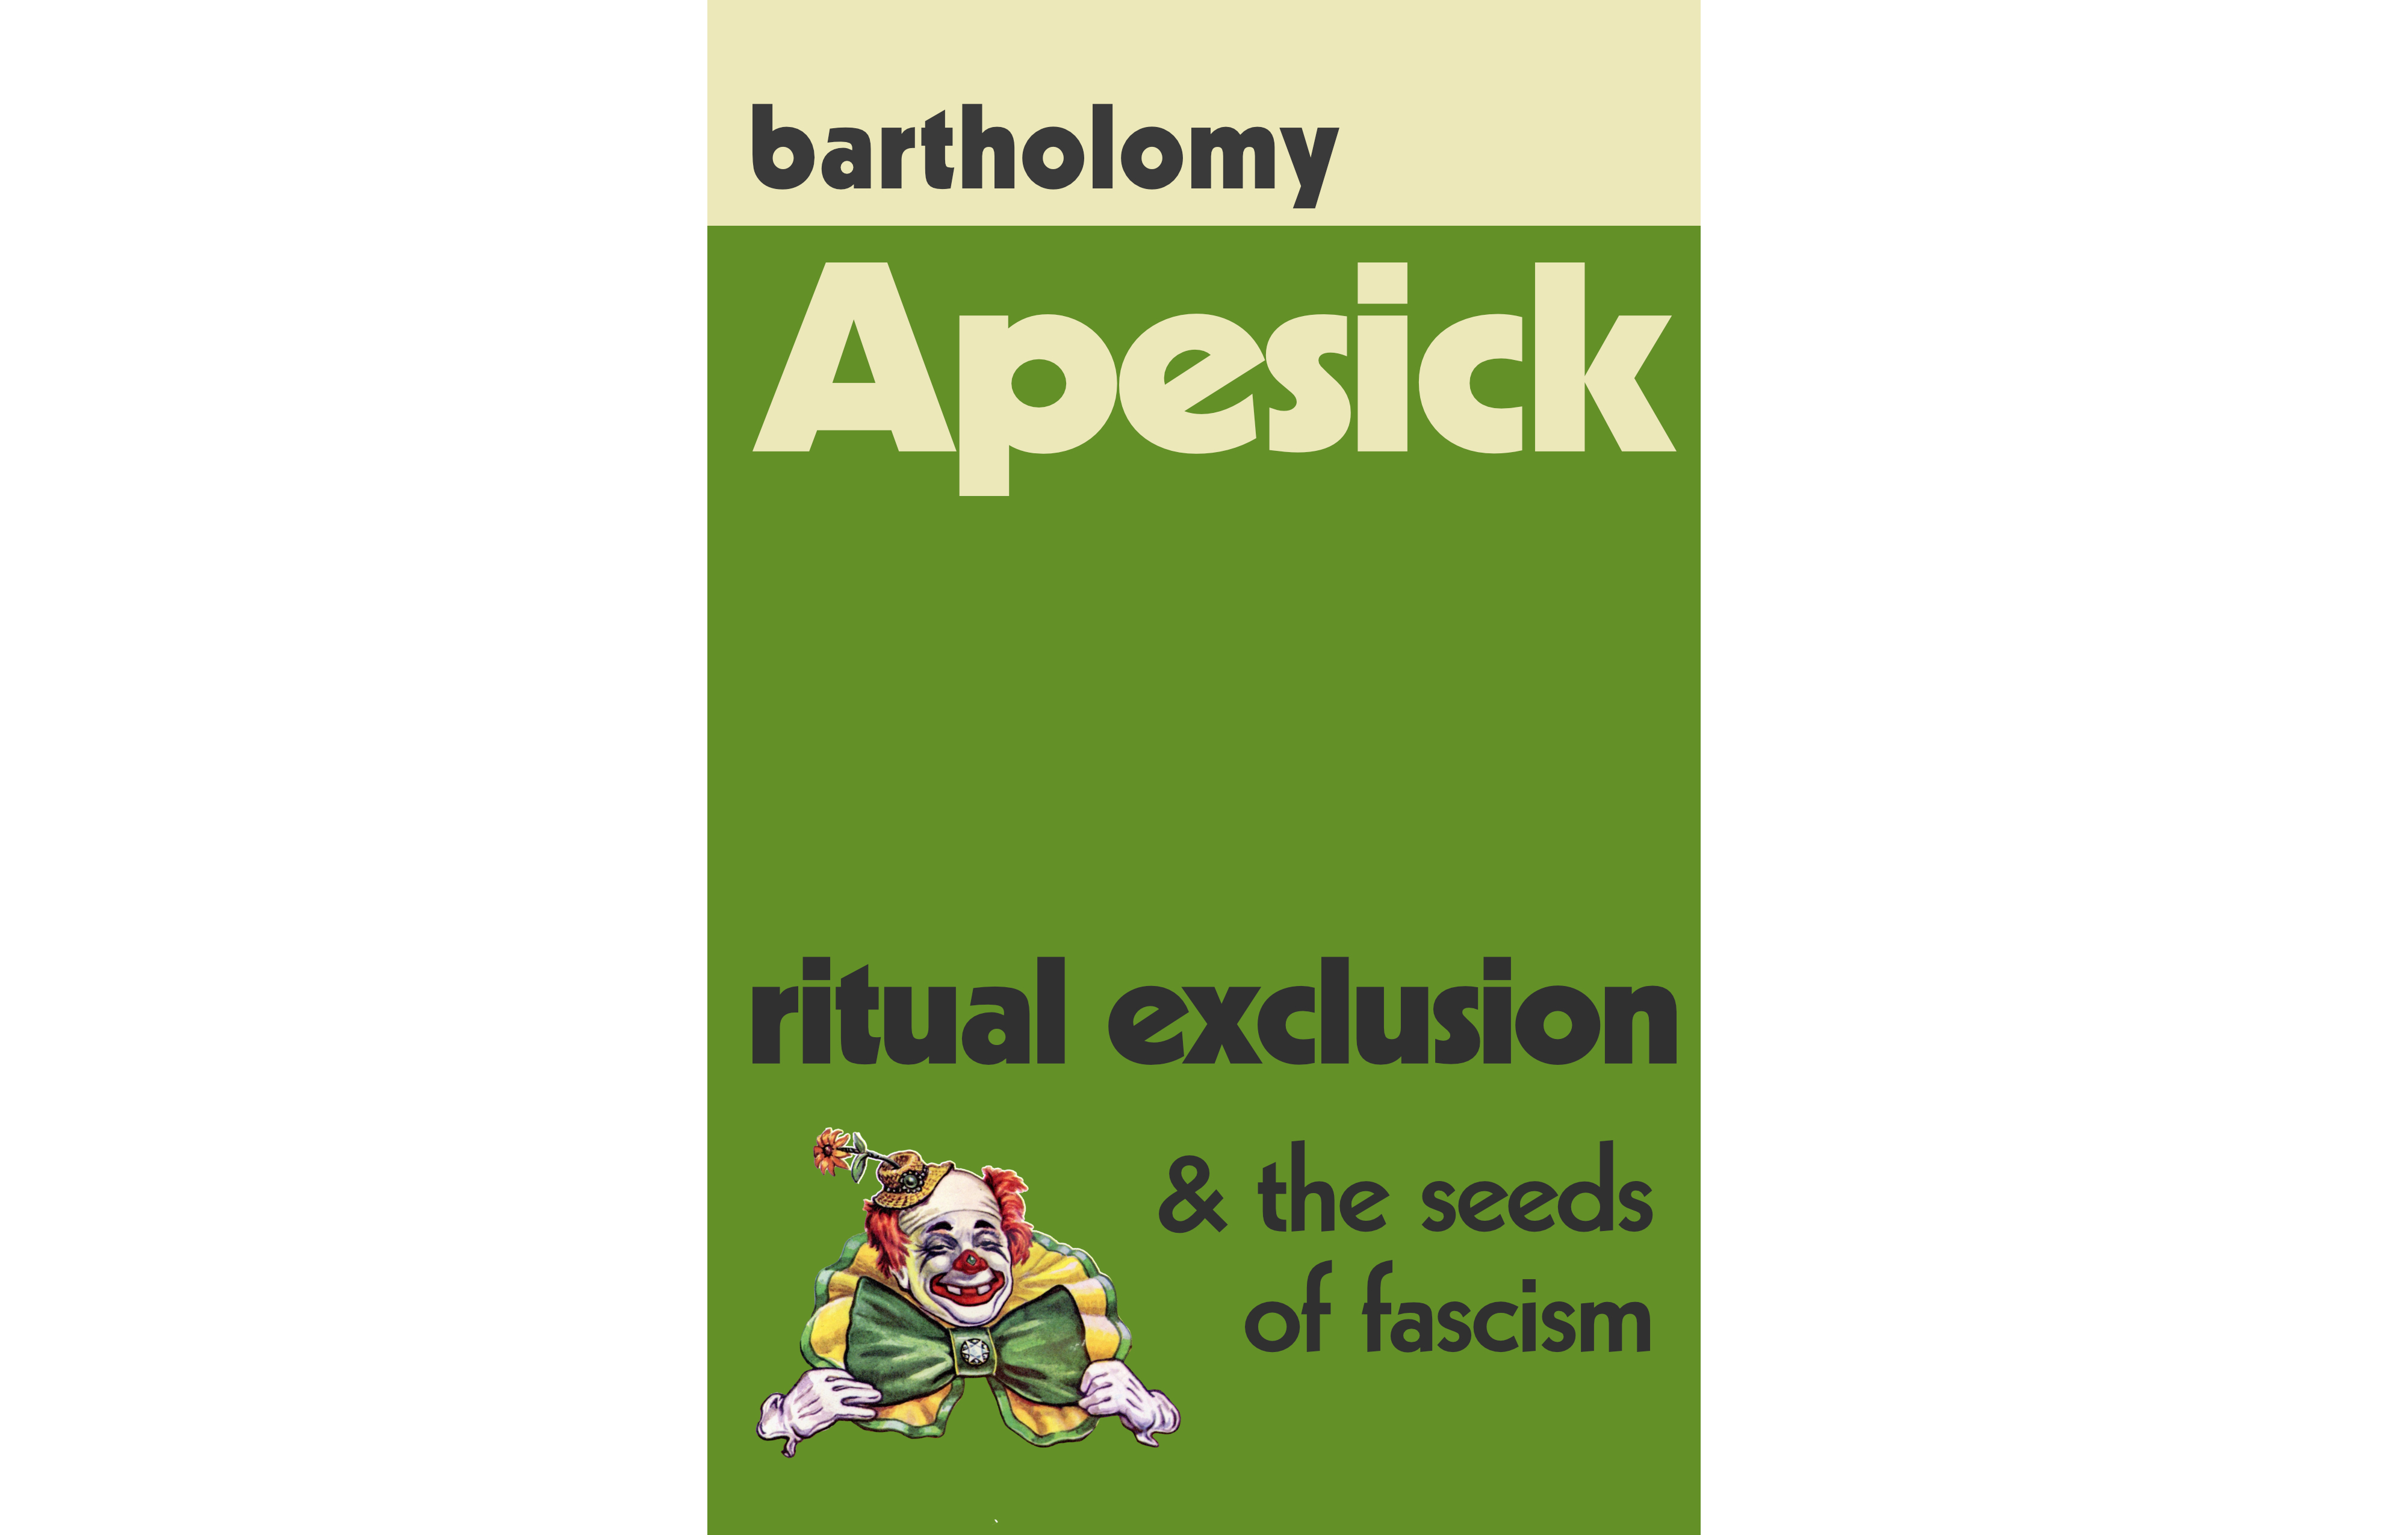 bartholomy
Apesick
ritual exclusion
& the seeds
of fascism